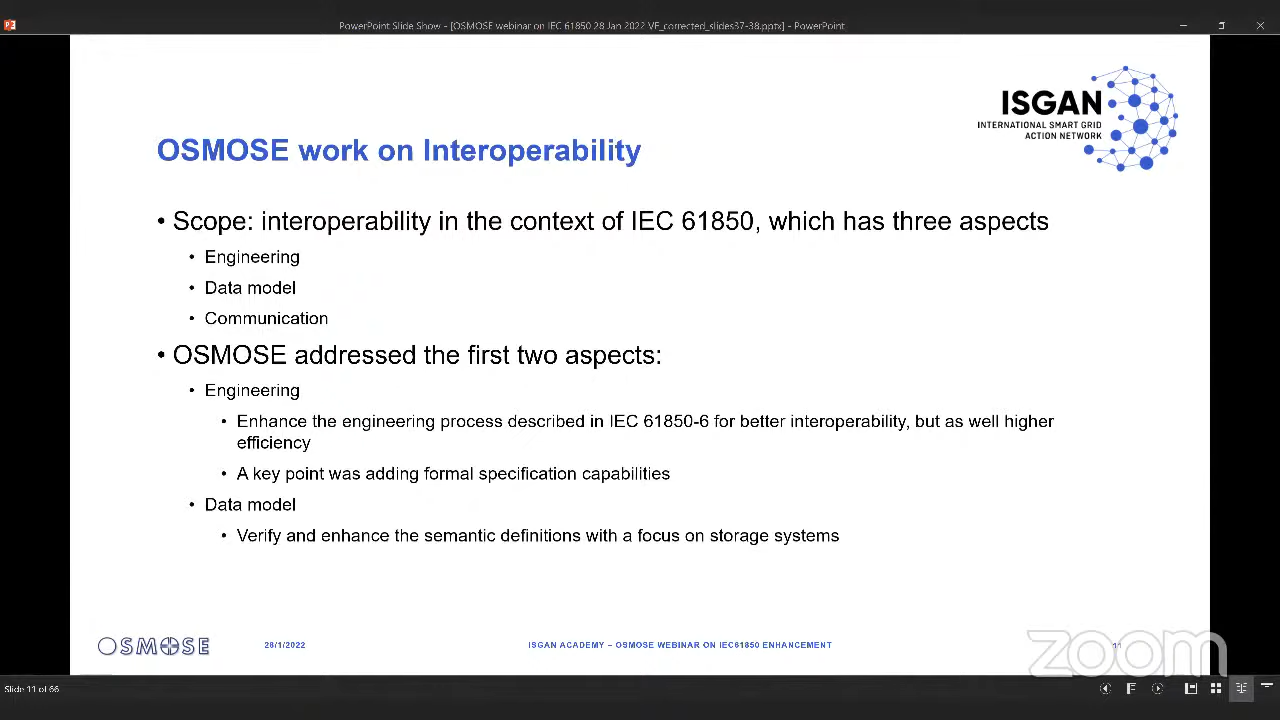 PowerPoint Slide Show - [OSMOSE webinar on IEC 61850 28 Jan 2022 VF_corrected_slides37-38.pptx] - PowerPoint
ISGAN
INTERNATIONAL SMART GRID
ACTION NETWORK
OSMOSE work on Interoperability
• Scope: interoperability in the context of IEC 61850, which has three aspects
• Engineering
• Data model
• Communication
• OSMOSE addressed the first two aspects:
• Engineering
• Enhance the engineering process described in IEC 61850-6 for better interoperability, but as well higher
efficiency
• A key point was adding formal specification capabilities
• Data model
• Verify and enhance the semantic definitions with a focus on storage systems
OSMOSE
28/1/2022
ISGAN ACADEMY – OSMOSE WEBINAR ON IEC61850 ENHANCEMENT
11
zoom
Slide 11 of 66